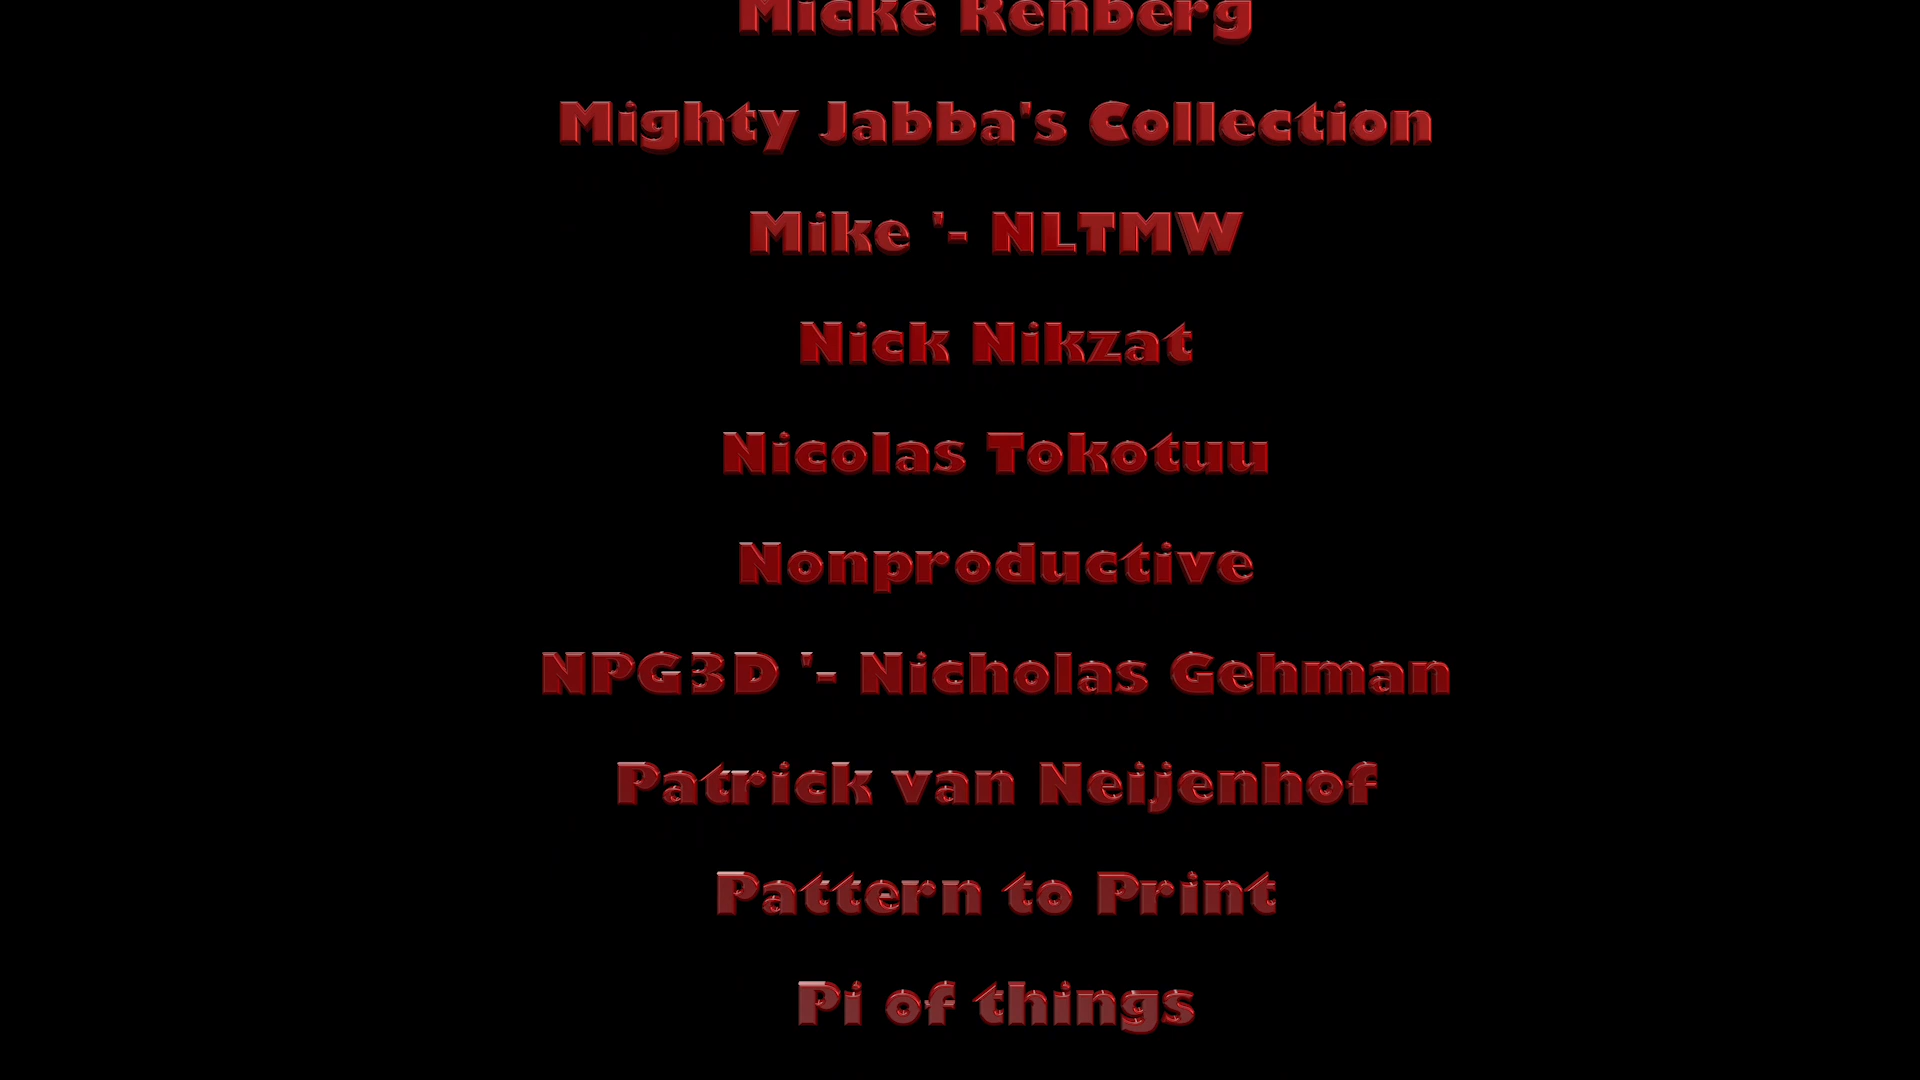 Micke Renberg
Mighty Jabba's Collection
Mike '- NLTMW
Nick Nikzat
Nicolas Tokotuu
Nonproductive
NPG3D '- Nicholas Gehman
Patrick van Neijenhof
Pattern to Print
Pi of things